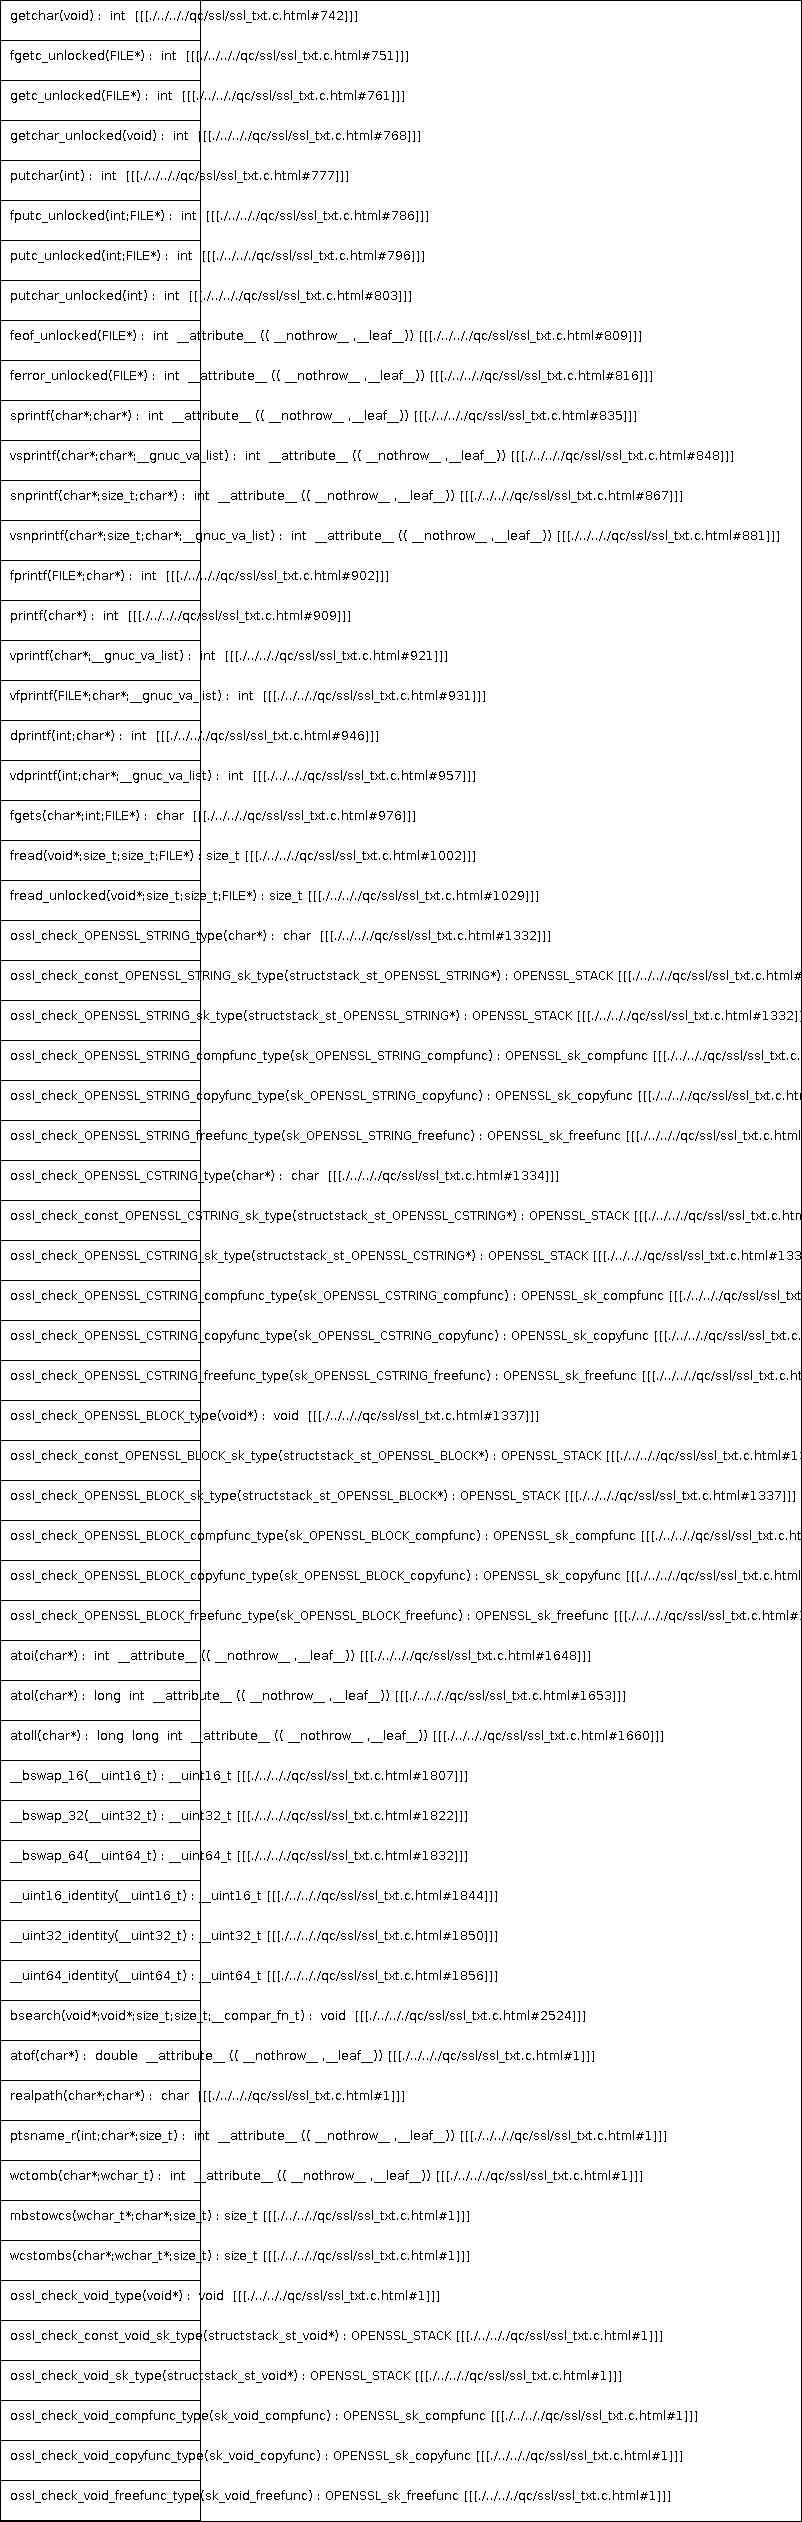 getchar(void) :  int  [[[./../.././qc/ssl/ssl_txt.c.html#742]]]
fgetc_unlocked(FILE*) :  int  [[[./../.././qc/ssl/ssl_txt.c.html#751]]]
getc_unlocked(FILE*) :  int  [[[./../.././qc/ssl/ssl_txt.c.html#761]]]
getchar_unlocked(void) :  int  [[[./../.././qc/ssl/ssl_txt.c.html#768]]]
putchar(int) :  int  [[[./../.././qc/ssl/ssl_txt.c.html#777]]]
fputc_unlocked(int;FILE*) :  int  [[[./../.././qc/ssl/ssl_txt.c.html#786]]]
putc_unlocked(int;FILE*) :  int  [[[./../.././qc/ssl/ssl_txt.c.html#796]]]
putchar_unlocked(int) :  int  [[[./../.././qc/ssl/ssl_txt.c.html#803]]]
feof_unlocked(FILE*) :  int  __attribute__ (( __nothrow__ ,__leaf__)) [[[./../.././qc/ssl/ssl_txt.c.html#809]]]
ferror_unlocked(FILE*) :  int  __attribute__ (( __nothrow__ ,__leaf__)) [[[./../.././qc/ssl/ssl_txt.c.html#816]]]
sprintf(char*;char*) :  int  __attribute__ (( __nothrow__ ,__leaf__)) [[[./../.././qc/ssl/ssl_txt.c.html#835]]]
vsprintf(char*;char*;__gnuc_va_list) :  int  __attribute__ (( __nothrow__ ,__leaf__)) [[[./../.././qc/ssl/ssl_txt.c.html#848]]]
snprintf(char*;size_t;char*) :  int  __attribute__ (( __nothrow__ ,__leaf__)) [[[./../.././qc/ssl/ssl_txt.c.html#867]]]
vsnprintf(char*;size_t;char*;__gnuc_va_list) :  int  __attribute__ (( __nothrow__ ,__leaf__)) [[[./../.././qc/ssl/ssl_txt.c.html#881]]]
fprintf(FILE*;char*) :  int  [[[./../.././qc/ssl/ssl_txt.c.html#902]]]
printf(char*) :  int  [[[./../.././qc/ssl/ssl_txt.c.html#909]]]
vprintf(char*;__gnuc_va_list) :  int  [[[./../.././qc/ssl/ssl_txt.c.html#921]]]
vfprintf(FILE*;char*;__gnuc_va_list) :  int  [[[./../.././qc/ssl/ssl_txt.c.html#931]]]
dprintf(int;char*) :  int  [[[./../.././qc/ssl/ssl_txt.c.html#946]]]
vdprintf(int;char*;__gnuc_va_list) :  int  [[[./../.././qc/ssl/ssl_txt.c.html#957]]]
fgets(char*;int;FILE*) :  char  [[[./../.././qc/ssl/ssl_txt.c.html#976]]]
fread(void*;size_t;size_t;FILE*) : size_t [[[./../.././qc/ssl/ssl_txt.c.html#1002]]]
fread_unlocked(void*;size_t;size_t;FILE*) : size_t [[[./../.././qc/ssl/ssl_txt.c.html#1029]]]
ossl_check_OPENSSL_STRING_type(char*) :  char  [[[./../.././qc/ssl/ssl_txt.c.html#1332]]]
ossl_check_const_OPENSSL_STRING_sk_type(structstack_st_OPENSSL_STRING*) : OPENSSL_STACK [[[./../.././qc/ssl/ssl_txt.c.html#
ossl_check_OPENSSL_STRING_sk_type(structstack_st_OPENSSL_STRING*) : OPENSSL_STACK [[[./../.././qc/ssl/ssl_txt.c.html#1332]]]
ossl_check_OPENSSL_STRING_compfunc_type(sk_OPENSSL_STRING_compfunc) : OPENSSL_sk_compfunc [[[./../.././qc/ssl/ssl_txt.c.
ossl_check_OPENSSL_STRING_copyfunc_type(sk_OPENSSL_STRING_copyfunc) : OPENSSL_sk_copyfunc [[[./../.././qc/ssl/ssl_txt.c.htm
ossl_check_OPENSSL_STRING_freefunc_type(sk_OPENSSL_STRING_freefunc) : OPENSSL_sk_freefunc [[[./../.././qc/ssl/ssl_txt.c.html
ossl_check_OPENSSL_CSTRING_type(char*) :  char  [[[./../.././qc/ssl/ssl_txt.c.html#1334]]]
ossl_check_const_OPENSSL_CSTRING_sk_type(structstack_st_OPENSSL_CSTRING*) : OPENSSL_STACK [[[./../.././qc/ssl/ssl_txt.c.htm
ossl_check_OPENSSL_CSTRING_sk_type(structstack_st_OPENSSL_CSTRING*) : OPENSSL_STACK [[[./../.././qc/ssl/ssl_txt.c.html#133
ossl_check_OPENSSL_CSTRING_compfunc_type(sk_OPENSSL_CSTRING_compfunc) : OPENSSL_sk_compfunc [[[./../.././qc/ssl/ssl_txt
ossl_check_OPENSSL_CSTRING_copyfunc_type(sk_OPENSSL_CSTRING_copyfunc) : OPENSSL_sk_copyfunc [[[./../.././qc/ssl/ssl_txt.c.
ossl_check_OPENSSL_CSTRING_freefunc_type(sk_OPENSSL_CSTRING_freefunc) : OPENSSL_sk_freefunc [[[./../.././qc/ssl/ssl_txt.c.ht
ossl_check_OPENSSL_BLOCK_type(void*) :  void  [[[./../.././qc/ssl/ssl_txt.c.html#1337]]]
ossl_check_const_OPENSSL_BLOCK_sk_type(structstack_st_OPENSSL_BLOCK*) : OPENSSL_STACK [[[./../.././qc/ssl/ssl_txt.c.html#13
ossl_check_OPENSSL_BLOCK_sk_type(structstack_st_OPENSSL_BLOCK*) : OPENSSL_STACK [[[./../.././qc/ssl/ssl_txt.c.html#1337]]]
ossl_check_OPENSSL_BLOCK_compfunc_type(sk_OPENSSL_BLOCK_compfunc) : OPENSSL_sk_compfunc [[[./../.././qc/ssl/ssl_txt.c.ht
ossl_check_OPENSSL_BLOCK_copyfunc_type(sk_OPENSSL_BLOCK_copyfunc) : OPENSSL_sk_copyfunc [[[./../.././qc/ssl/ssl_txt.c.html
ossl_check_OPENSSL_BLOCK_freefunc_type(sk_OPENSSL_BLOCK_freefunc) : OPENSSL_sk_freefunc [[[./../.././qc/ssl/ssl_txt.c.html#1
atoi(char*) :  int  __attribute__ (( __nothrow__ ,__leaf__)) [[[./../.././qc/ssl/ssl_txt.c.html#1648]]]
atol(char*) :  long  int  __attribute__ (( __nothrow__ ,__leaf__)) [[[./../.././qc/ssl/ssl_txt.c.html#1653]]]
atoll(char*) :  long  long  int  __attribute__ (( __nothrow__ ,__leaf__)) [[[./../.././qc/ssl/ssl_txt.c.html#1660]]]
__bswap_16(__uint16_t) : __uint16_t [[[./../.././qc/ssl/ssl_txt.c.html#1807]]]
__bswap_32(__uint32_t) : __uint32_t [[[./../.././qc/ssl/ssl_txt.c.html#1822]]]
__bswap_64(__uint64_t) : __uint64_t [[[./../.././qc/ssl/ssl_txt.c.html#1832]]]
__uint16_identity(__uint16_t) : __uint16_t [[[./../.././qc/ssl/ssl_txt.c.html#1844]]]
__uint32_identity(__uint32_t) : __uint32_t [[[./../.././qc/ssl/ssl_txt.c.html#1850]]]
__uint64_identity(__uint64_t) : __uint64_t [[[./../.././qc/ssl/ssl_txt.c.html#1856]]]
bsearch(void*;void*;size_t;size_t;__compar_fn_t) :  void  [[[./../.././qc/ssl/ssl_txt.c.html#2524]]]
atof(char*) :  double  __attribute__ (( __nothrow__ ,__leaf__)) [[[./../.././qc/ssl/ssl_txt.c.html#1]]]
realpath(char*;char*) :  char  [[[./../.././qc/ssl/ssl_txt.c.html#1]]]
ptsname_r(int;char*;size_t) :  int  __attribute__ (( __nothrow__ ,__leaf__)) [[[./../.././qc/ssl/ssl_txt.c.html#1]]]
wctomb(char*;wchar_t) :  int  __attribute__ (( __nothrow__ ,__leaf__)) [[[./../.././qc/ssl/ssl_txt.c.html#1]]]
mbstowcs(wchar_t*;char*;size_t) : size_t [[[./../.././qc/ssl/ssl_txt.c.html#1]]]
wcstombs(char*;wchar_t*;size_t) : size_t [[[./../.././qc/ssl/ssl_txt.c.html#1]]]
ossl_check_void_type(void*) :  void  [[[./../.././qc/ssl/ssl_txt.c.html#1]]]
ossl_check_const_void_sk_type(structstack_st_void*) : OPENSSL_STACK [[[./../.././qc/ssl/ssl_txt.c.html#1]]]
ossl_check_void_sk_type(structstack_st_void*) : OPENSSL_STACK [[[./../.././qc/ssl/ssl_txt.c.html#1]]]
ossl_check_void_compfunc_type(sk_void_compfunc) : OPENSSL_sk_compfunc [[[./../.././qc/ssl/ssl_txt.c.html#1]]]
ossl_check_void_copyfunc_type(sk_void_copyfunc) : OPENSSL_sk_copyfunc [[[./../.././qc/ssl/ssl_txt.c.html#1]]]
ossl_check_void_freefunc_type(sk_void_freefunc) : OPENSSL_sk_freefunc [[[./../.././qc/ssl/ssl_txt.c.html#1]]]